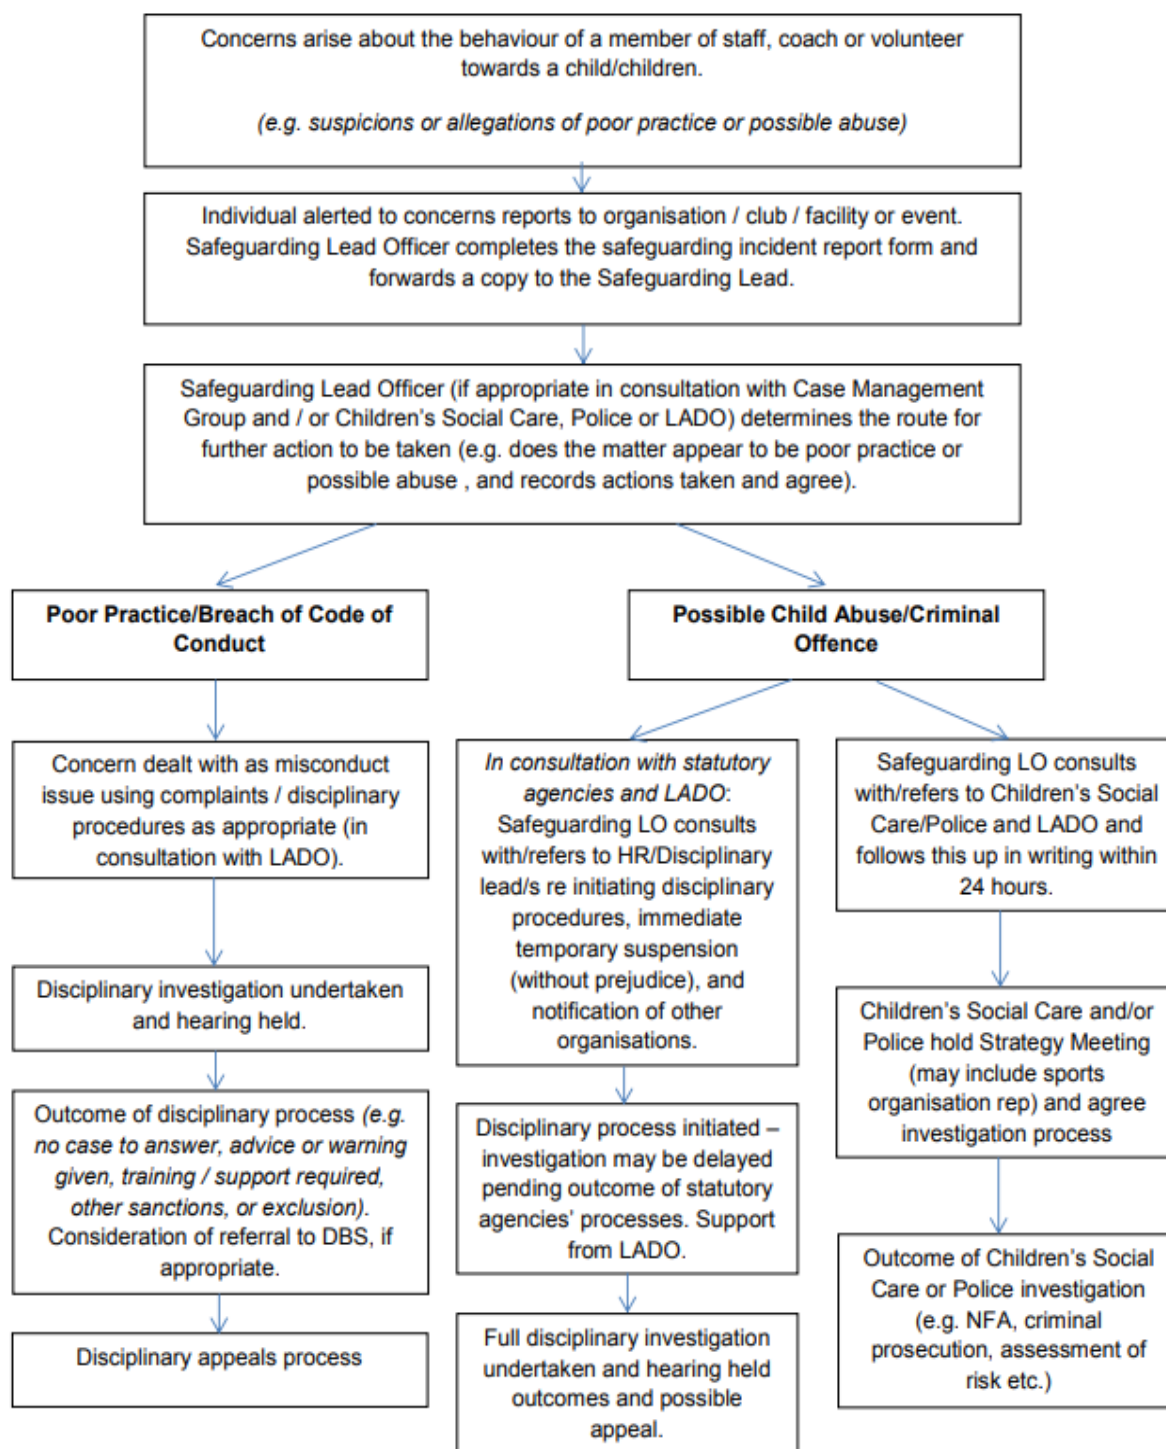 Concerns arise about the behaviour of a member of staff, coach or volunteer
towards a child/children.
(e.g. suspicions or allegations of poor practice or possible abuse)
Individual alerted to concerns reports to organisation / club / facility or event.
Safeguarding Lead Officer completes the safeguarding incident report form and
forwards a copy to the Safeguarding Lead.
Safeguarding Lead Officer (if appropriate in consultation with Case Management
Group and / or Children's Social Care, Police or LADO) determines the route for
further action to be taken (e.g. does the matter appear to be poor practice or
possible abuse , and records actions taken and agree).
Poor Practice/Breach of Code of
Conduct
Concern dealt with as misconduct
issue using complaints / disciplinary
procedures as appropriate (in
consultation with LADO).
Disciplinary investigation undertaken
and hearing held.
Outcome of disciplinary process (e.g.
no case to answer, advice or warning
given, training / support required,
other sanctions, or exclusion).
Consideration of referral to DBS, if
appropriate.
Disciplinary appeals process
Possible Child Abuse/Criminal
Offence
In consultation with statutory
agencies and LADO:
Safeguarding LO consults
with/refers to HR/Disciplinary
lead/s re initiating disciplinary
procedures, immediate
temporary suspension
(without prejudice), and
notification of other
organisations.
Disciplinary process initiated –
investigation may be delayed
pending outcome of statutory
agencies' processes. Support
from LADO.
Full disciplinary investigation
undertaken and hearing held
outcomes and possible
appeal.
Safeguarding LO consults
with/refers to Children's Social
Care/Police and LADO and
follows this up in writing within
24 hours.
Children's Social Care and/or
Police hold Strategy Meeting
(may include sports
organisation rep) and agree
investigation process
Outcome of Children's Social
Care or Police investigation
(e.g. NFA, criminal
prosecution, assessment of
risk etc.)